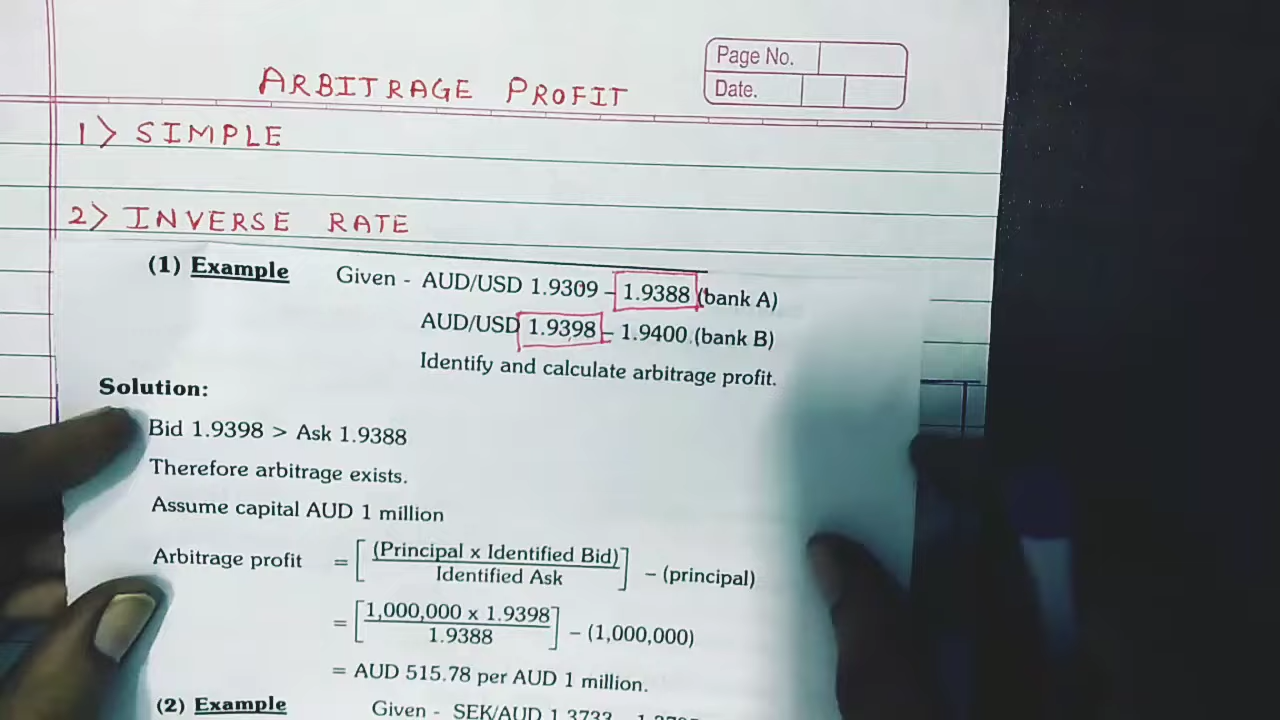 Page No.
Date.
ARBITRAGE PROFIT
1) SIMPLE
2) INVERSE RATE
(1) Example Given - AUD/USD 1.9309 - 1.9388 (bank A)
AUD/USD 1.9398 - 1.9400 (bank B)
Identify and calculate arbitrage profit.
Solution:
Bid 1.9398 > Ask 1.9388
Therefore arbitrage exists.
Assume capital AUD 1 million
Arbitrage profit = [ (Principal x Identified Bid) / Identified Ask ] - (principal)
= [ 1,000,000 x 1.9398 / 1.9388 ] - (1,000,000)
= AUD 515.78 per AUD 1 million.
(2) Example Given - SEK/AUD 1.3733